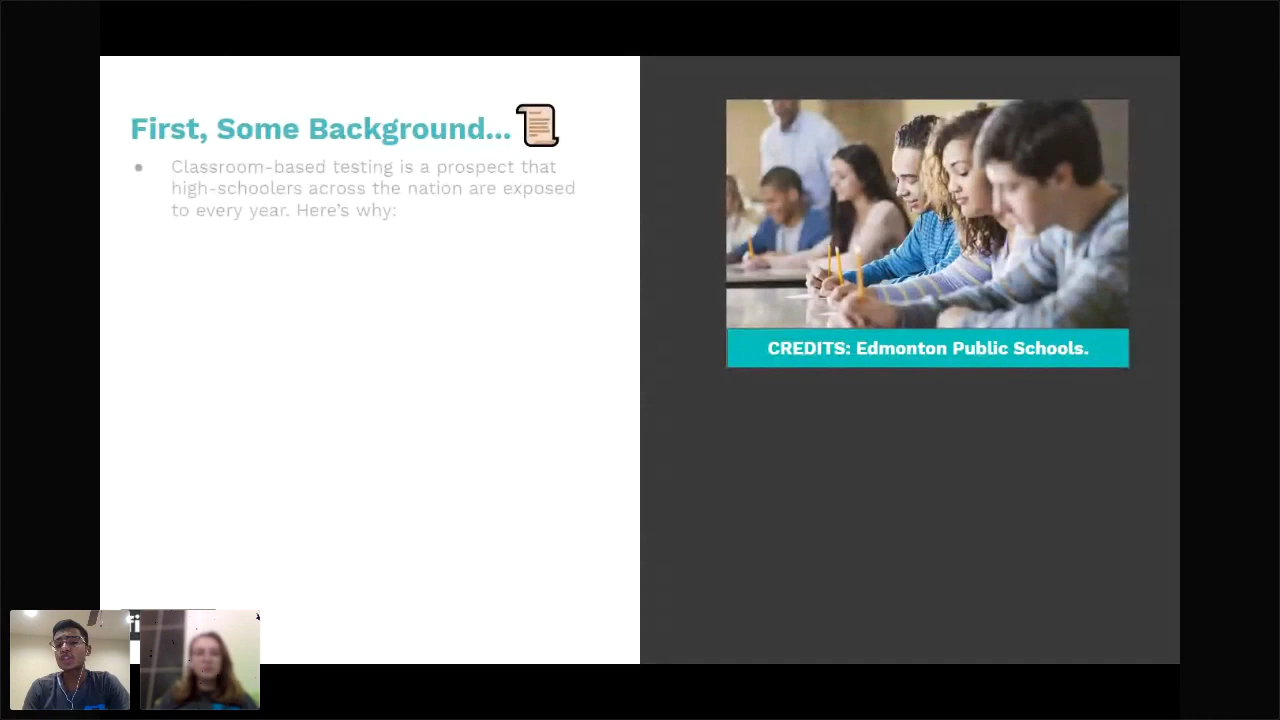 First, Some Background...
Classroom-based testing is a prospect that
high-schoolers across the nation are exposed
to every year. Here's why:
CREDITS: Edmonton Public Schools.